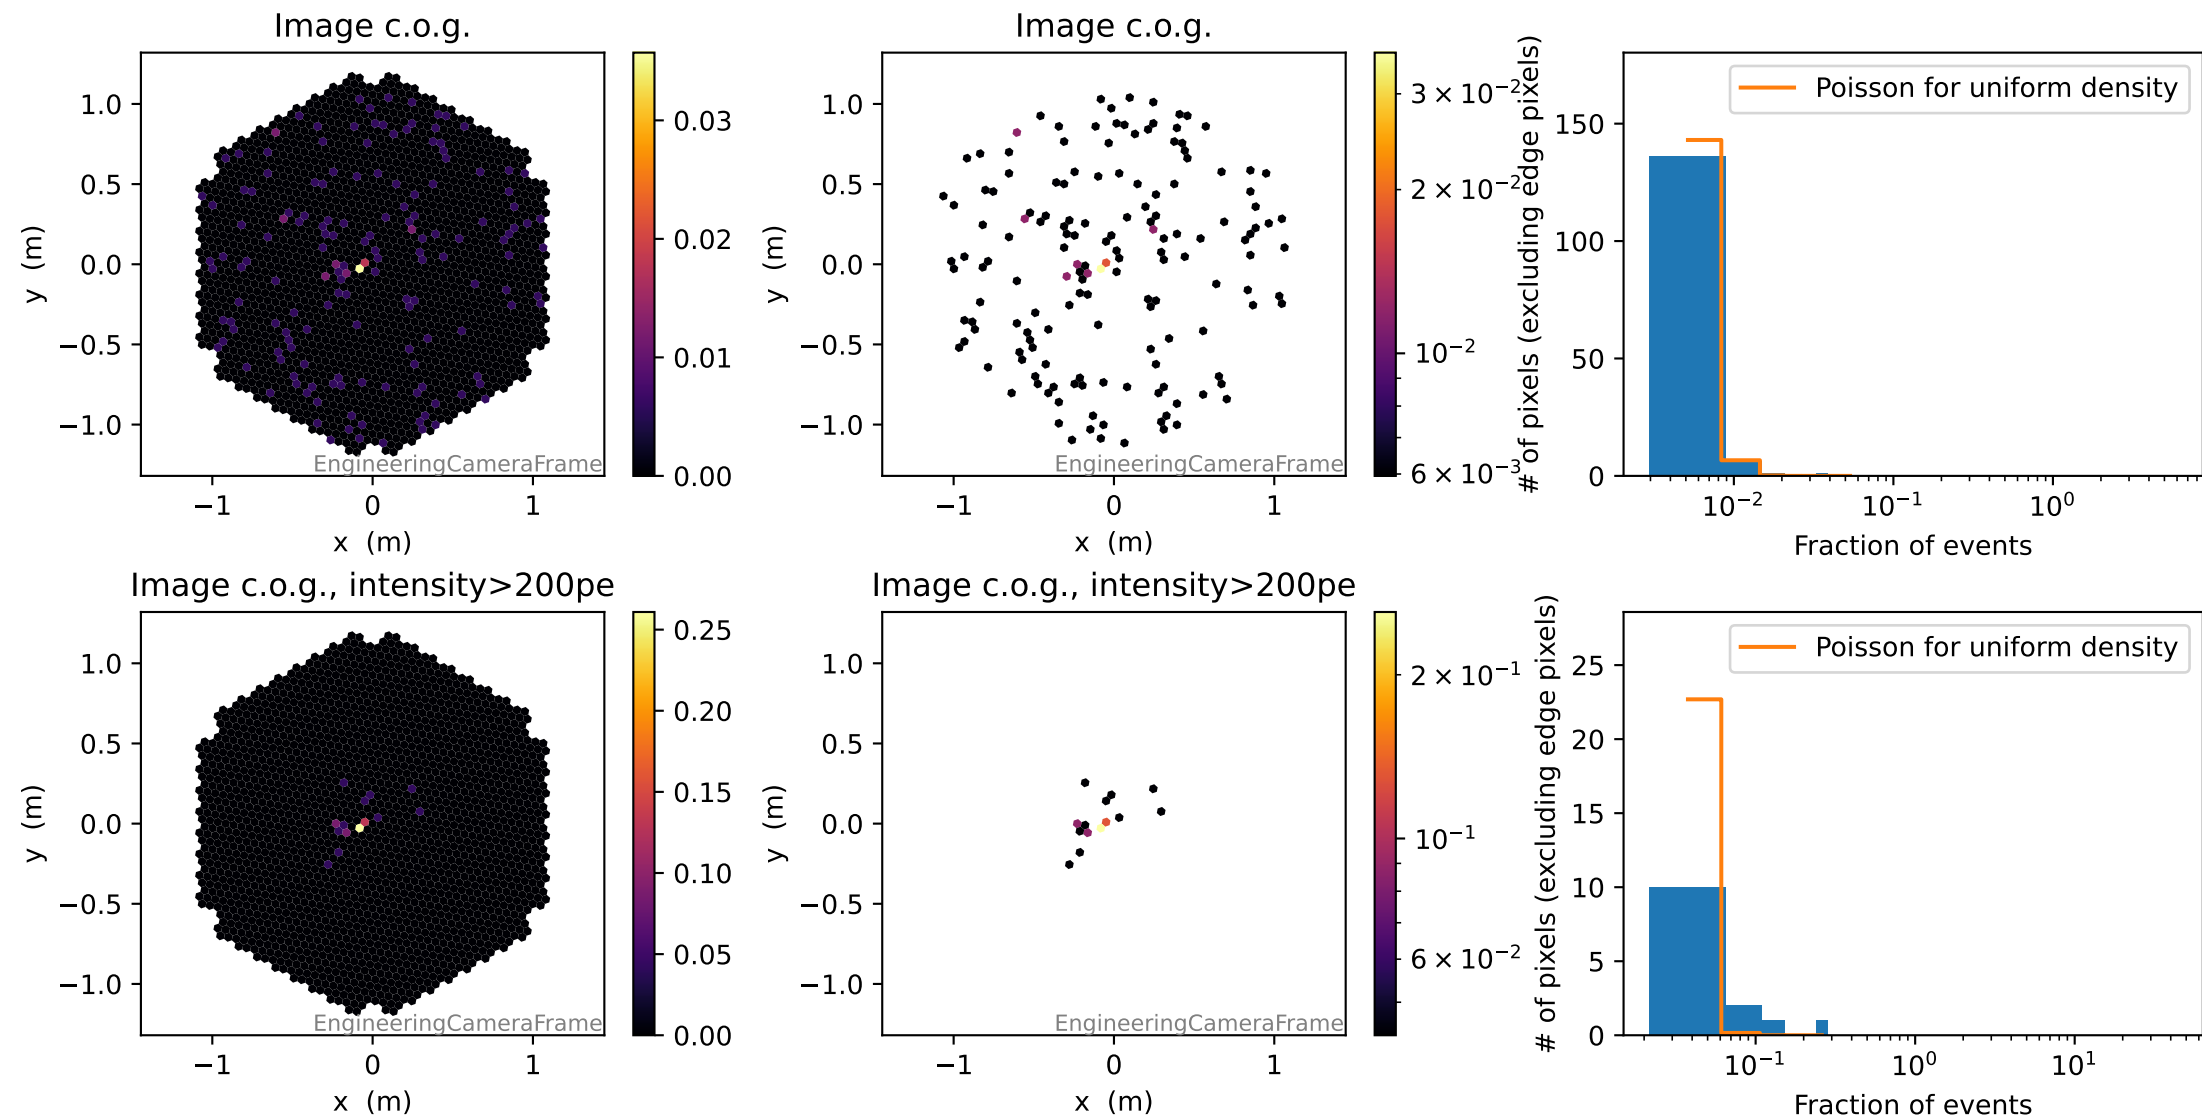 Image c.o.g.
1.0
0.5
0.0
−0.5
−1.0
y (m)
−1
0
1
x (m)
EngineeringCameraFrame
0.03
0.02
0.01
0.00
Image c.o.g.
1.0
0.5
0.0
−0.5
−1.0
y (m)
−1
0
1
x (m)
EngineeringCameraFrame
3 × 10⁻²
2 × 10⁻²
10⁻²
6 × 10⁻³
# of pixels (excluding edge pixels)
150
100
50
0
Poisson for uniform density
10⁻²
10⁻¹
10⁰
Fraction of events
Image c.o.g., intensity>200pe
1.0
0.5
0.0
−0.5
−1.0
y (m)
−1
0
1
x (m)
EngineeringCameraFrame
0.25
0.20
0.15
0.10
0.05
0.00
Image c.o.g., intensity>200pe
1.0
0.5
0.0
−0.5
−1.0
y (m)
−1
0
1
x (m)
EngineeringCameraFrame
2 × 10⁻¹
10⁻¹
6 × 10⁻²
# of pixels (excluding edge pixels)
25
20
15
10
5
0
Poisson for uniform density
10⁻¹
10⁰
10¹
Fraction of events